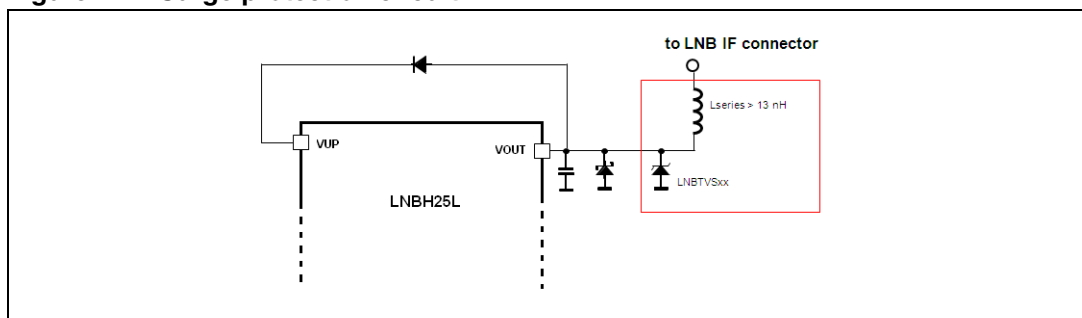 to LNB IF connector
Lseries > 13 nH
VUP
VOUT
LNBTVSxx
LNBH25L